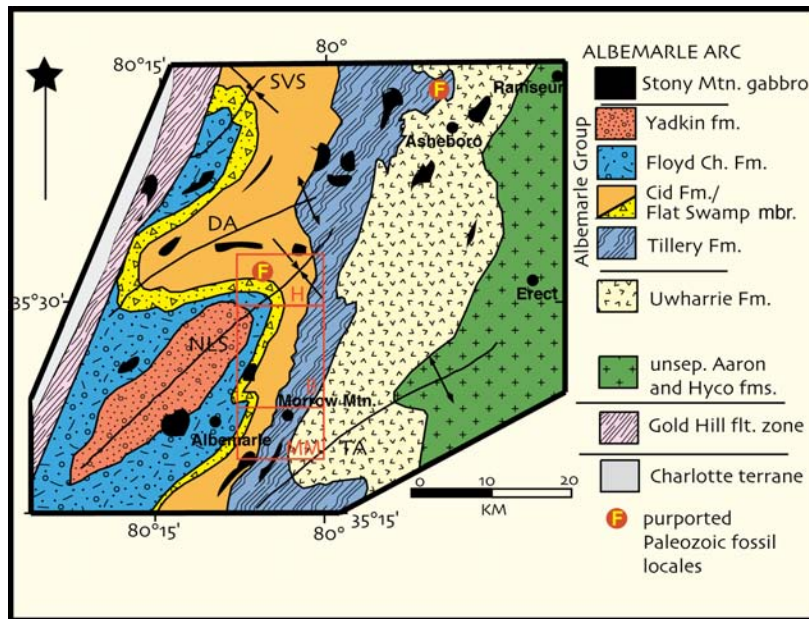 80°
80°15'
SVS
F
Ramseur
Asheboro
DA
F
35°30'
H
Erect
NLS
Morrow Mtn.
Albemarle
MM
TA
0 10 20
KM
80°15'
80°
35°15'
ALBEMARLE ARC
Stony Mtn. gabbro
Albemarle Group
Yadkin fm.
Floyd Ch. Fm.
Cid Fm./
Flat Swamp mbr.
Tillery Fm.
Uwharrie Fm.
unsep. Aaron
and Hyco fms.
Gold Hill flt. zone
Charlotte terrane
F
purported
Paleozoic fossil
locales